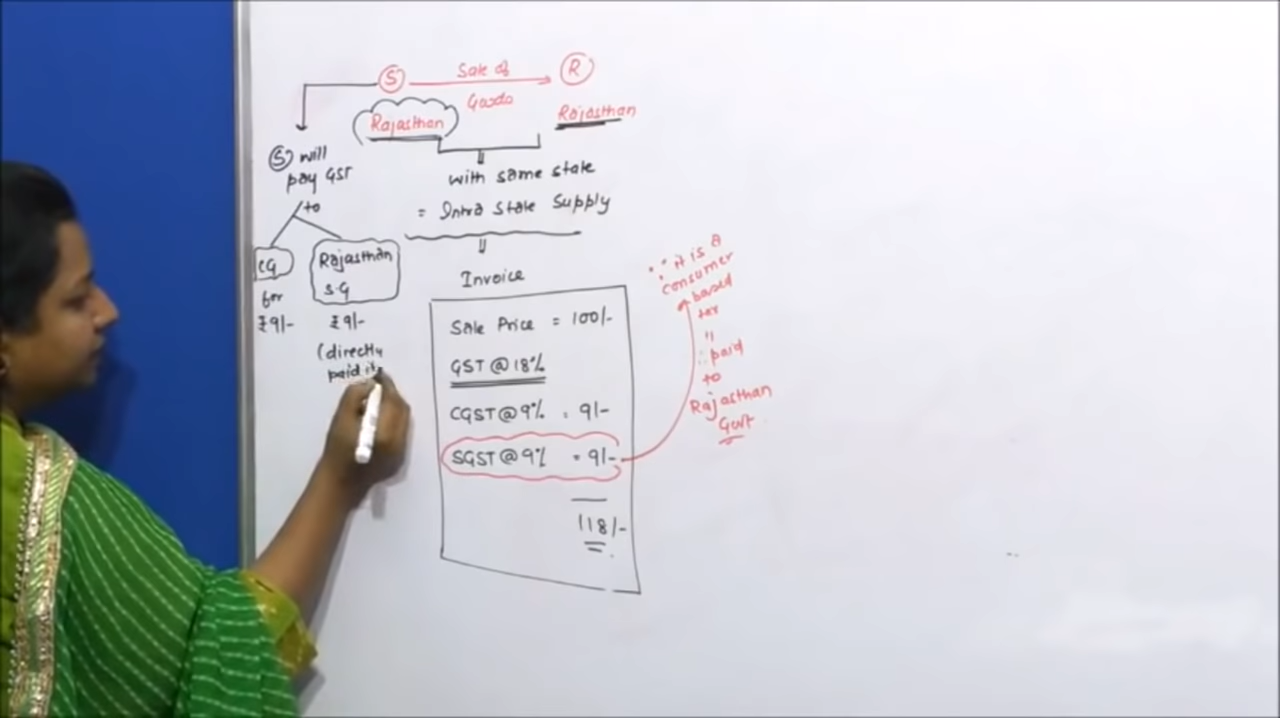 S Sale of R
Goods
Rajasthan Rajasthan
S will
pay GST
to
with same state
= Intra State Supply
CG
for
₹9/-
Rajasthan
S.G
₹9/-
(directly
paid it
Invoice
Sale Price = 100/-
GST @ 18%
CGST @ 9% = 9/-
SGST @ 9% = 9/-
118/-
∵ it is a
consumer
based
tax
∴ paid
to
Rajasthan
Govt